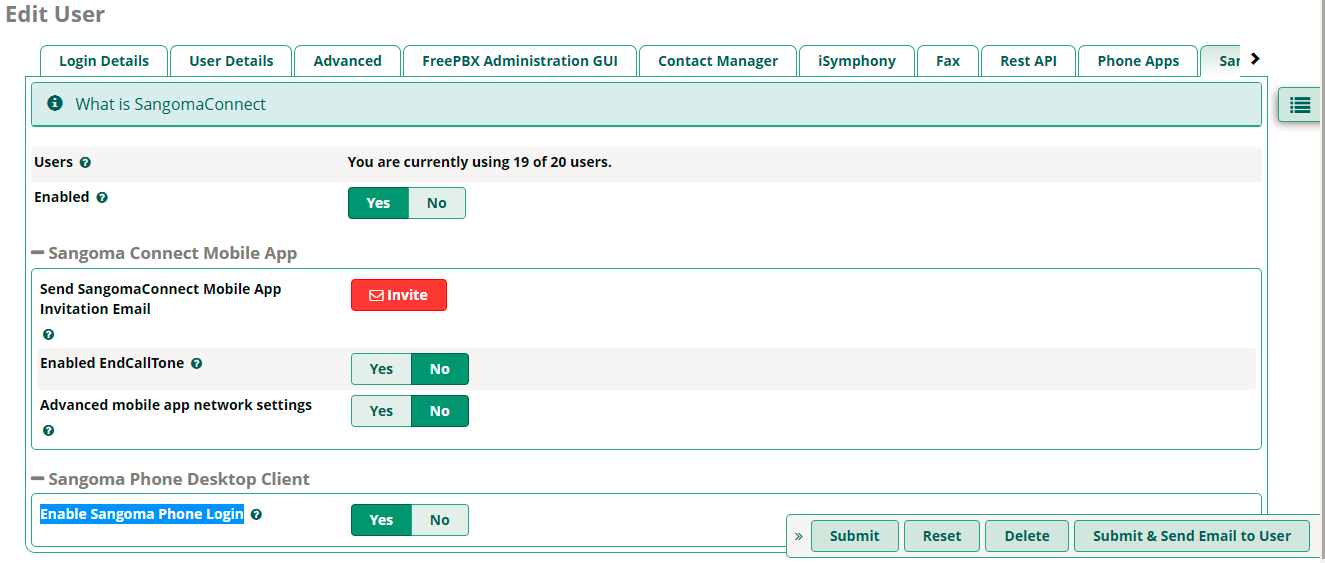 Edit User
Login Details User Details Advanced FreePBX Administration GUI Contact Manager iSymphony Fax Rest API Phone Apps
What is SangomaConnect
Users You are currently using 19 of 20 users.
Enabled Yes No
Sangoma Connect Mobile App
Send SangomaConnect Mobile App Invite
Invitation Email
Enabled EndCallTone Yes No
Advanced mobile app network settings Yes No
Sangoma Phone Desktop Client
Enable Sangoma Phone Login Yes No
» Submit Reset Delete Submit & Send Email to User